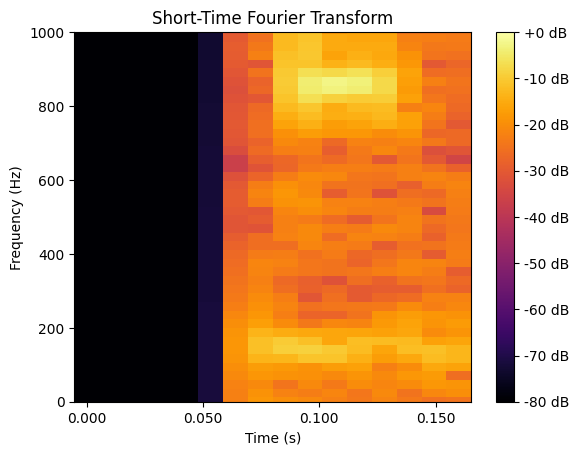 Short-Time Fourier Transform
1000
800
600
400
200
0
Frequency (Hz)
0.000
0.050
0.100
0.150
Time (s)
+0 dB
-10 dB
-20 dB
-30 dB
-40 dB
-50 dB
-60 dB
-70 dB
-80 dB